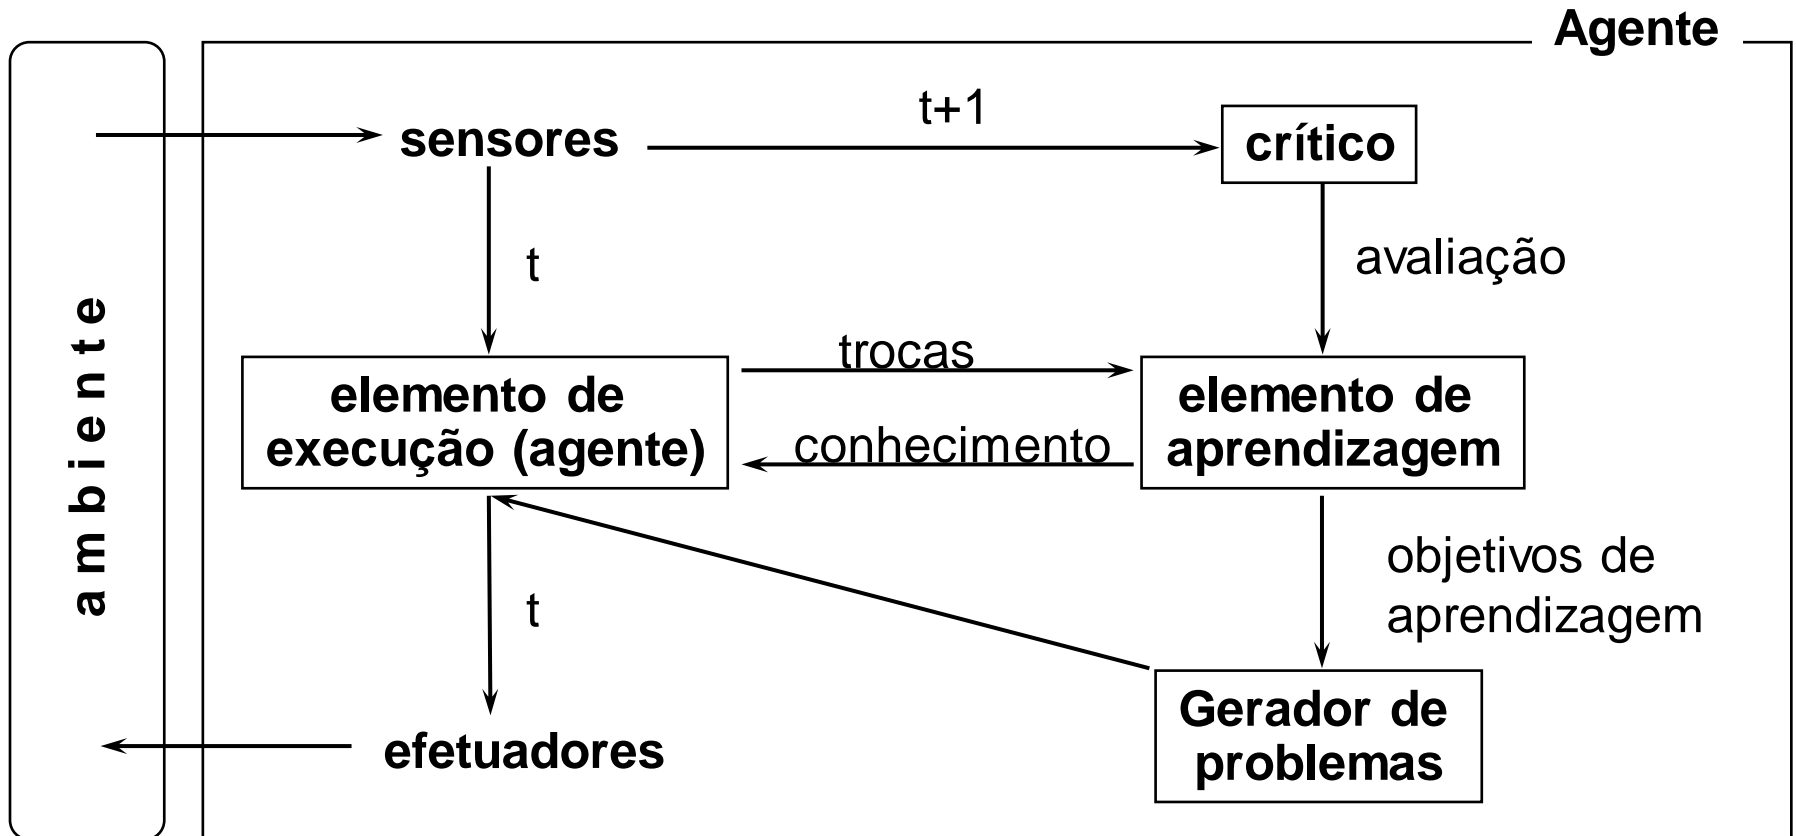 Agente
t+1
sensores
crítico
t
avaliação
ambiente
trocas
elemento de
execução (agente)
elemento de
aprendizagem
conhecimento
objetivos de
aprendizagem
t
Gerador de
problemas
efetuadores